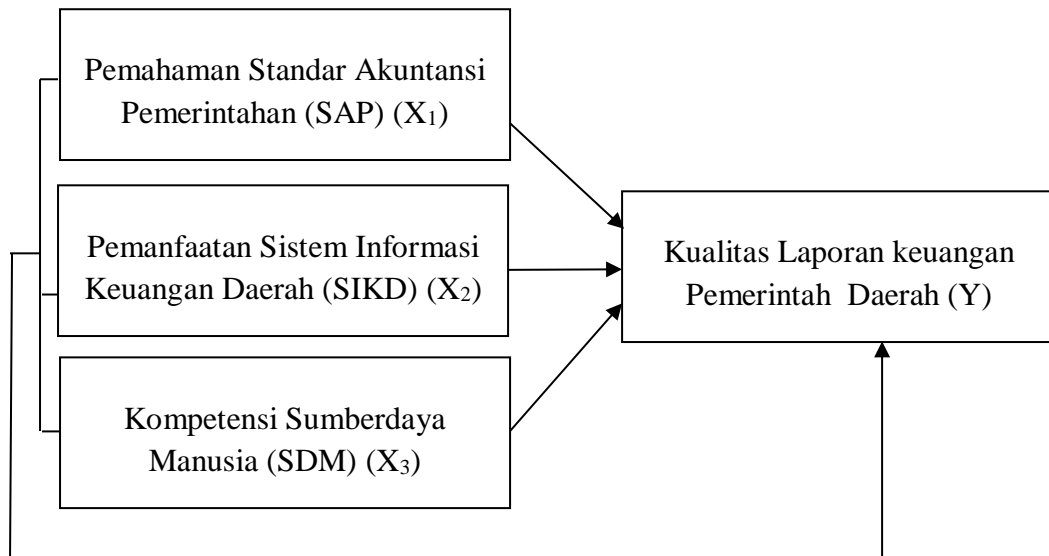 Pemahaman Standar Akuntansi
Pemerintahan (SAP) (X₁)
Pemanfaatan Sistem Informasi
Keuangan Daerah (SIKD) (X₂)
Kompetensi Sumberdaya
Manusia (SDM) (X₃)
Kualitas Laporan keuangan
Pemerintah Daerah (Y)